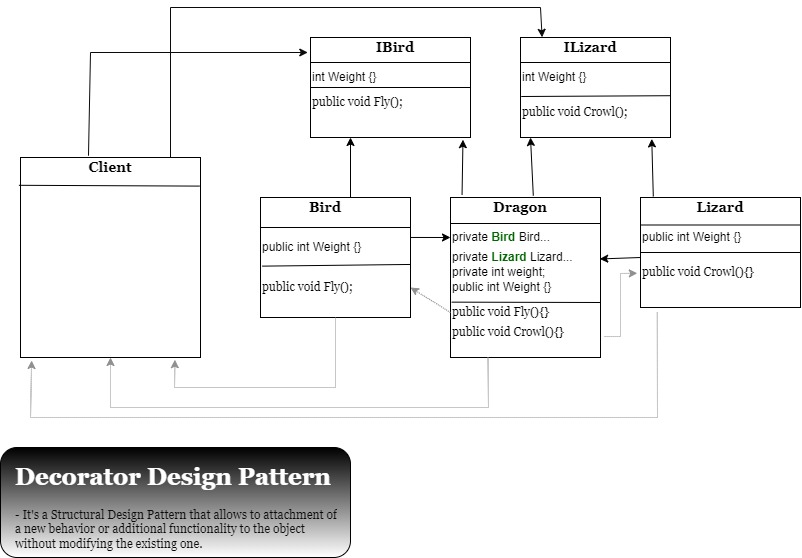 IBird
int Weight {}
public void Fly();
ILizard
int Weight {}
public void Crowl();
Client
Bird
public int Weight {}
public void Fly();
Dragon
private Bird Bird...
private Lizard Lizard...
private int weight;
public int Weight {}
public void Fly(){}
public void Crowl(){}
Lizard
public int Weight {}
public void Crowl(){}
Decorator Design Pattern
- It's a Structural Design Pattern that allows to attachment of
a new behavior or additional functionality to the object
without modifying the existing one.